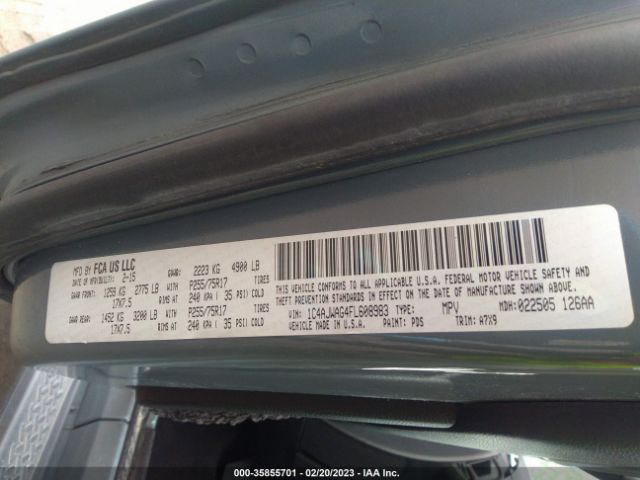 MFD BY FCA US LLC
DATE OF MFR/BUILT: 2-15 GVWR: 2223 KG 4900 LB
GAWR FRONT: 1259 KG 2775 LB WITH P255/75R17 TIRES
17X7.5 RIMS AT 240 KPA ( 35 PSI) COLD
GAWR REAR: 1452 KG 3200 LB WITH P255/75R17 TIRES
17X7.5 RIMS AT 240 KPA ( 35 PSI) COLD
THIS VEHICLE CONFORMS TO ALL APPLICABLE U.S.A. FEDERAL MOTOR VEHICLE SAFETY,
BUMPER, AND THEFT PREVENTION STANDARDS IN EFFECT ON THE DATE OF MANUFACTURE SHOWN ABOVE.
VIN: 1C4AJWAG4FL608983 TYPE: MPV MDH: 022505 126AA
VEHICLE MADE IN U.S.A. PAINT: PDS TRIM: A7X9
000-35855701 - 02/20/2023 - IAA Inc.